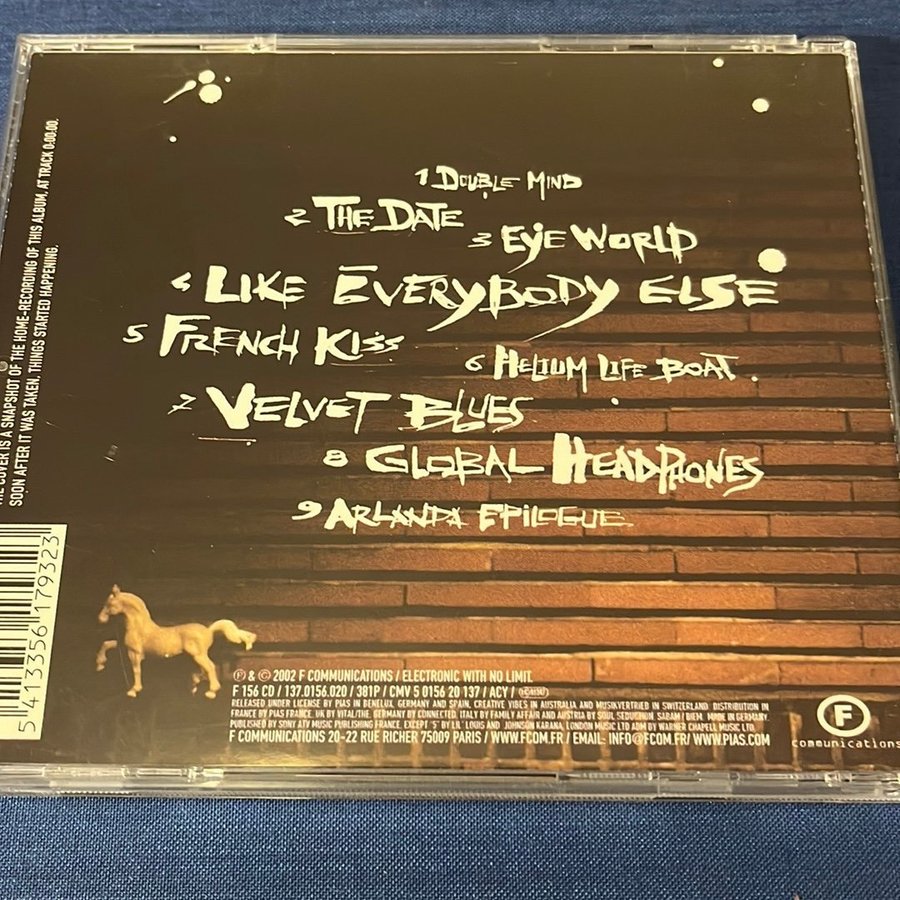 THE COVER IS A SNAPSHOT OF THE HOME-RECORDING OF THIS ALBUM, AT TRACK 0:00:00.
SOON AFTER IT WAS TAKEN, THINGS STARTED HAPPENING.
1 DOUBLE MIND
2 THE DATE
3 EYE WORLD
4 LIKE EVERYBODY ELSE
5 FRENCH KISS
6 HELIUM LIFE BOAT.
7 VELVET BLUES
8 GLOBAL HEADPHONES
9 ARLANDA EPILOGUE
5 413356 179323
℗ & © 2002 F COMMUNICATIONS / ELECTRONIC WITH NO LIMIT.
F 156 CD / 137.0156.020 / 381P / CMV 5 0156 20 137 / ACY /
RELEASED UNDER LICENSE BY PIAS IN BENELUX, GERMANY AND SPAIN, CREATIVE VIBES IN AUSTRALIA AND MUSIKVERTRIEB IN SWITZERLAND. DISTRIBUTION IN
FRANCE BY PIAS FRANCE, UK BY VITAL/THE, GERMANY BY CONNECTED, ITALY BY FAMILY AFFAIR AND AUSTRIA BY SOUL SEDUCTION. SABAM / BIEM. MADE IN GERMANY.
PUBLISHED BY SONY ATV MUSIC PUBLISHING FRANCE, EXCEPT "5" BY LIL' LOUIS AND JOHNSON KARANA, LONDON MUSIC LTD ADM BY WARNER CHAPELL MUSIC LTD.
F COMMUNICATIONS 20-22 RUE RICHER 75009 PARIS / WWW.FCOM.FR / EMAIL: INFO@FCOM.FR / WWW.PIAS.COM
F
communications